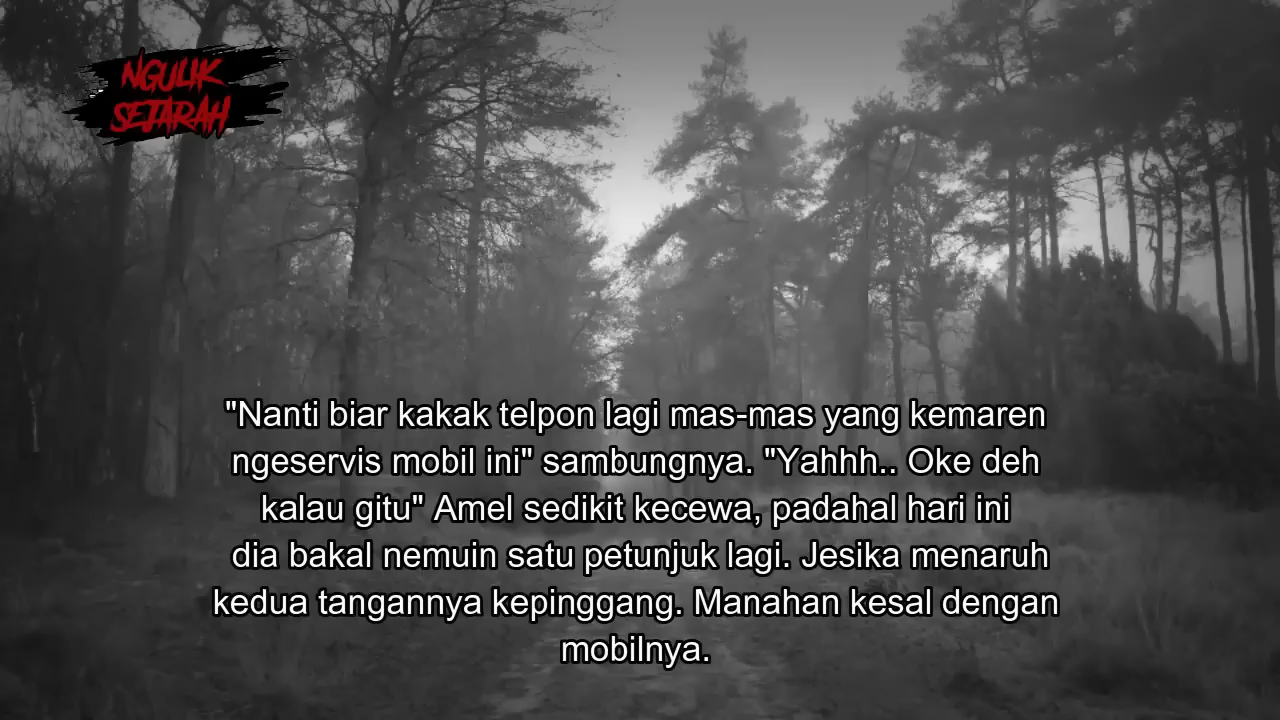 NGULIK
SEJARAH
"Nanti biar kakak telpon lagi mas-mas yang kemaren
ngeservis mobil ini" sambungnya. "Yahhh.. Oke deh
kalau gitu" Amel sedikit kecewa, padahal hari ini
dia bakal nemuin satu petunjuk lagi. Jesika menaruh
kedua tangannya kepinggang. Manahan kesal dengan
mobilnya.